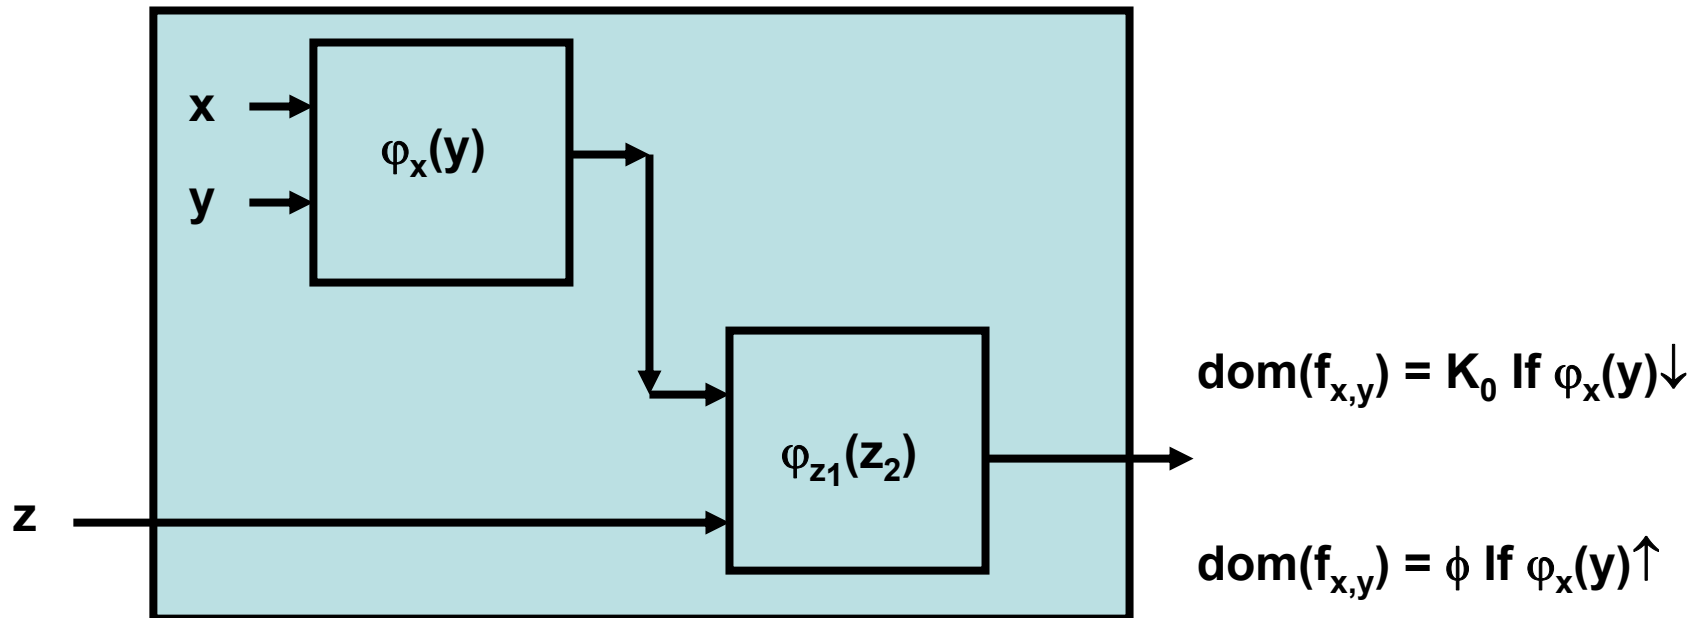 x
φx(y)
y
dom(fx,y) = K0 If φx(y)↓
φz1(z2)
z
dom(fx,y) = ϕ If φx(y)↑